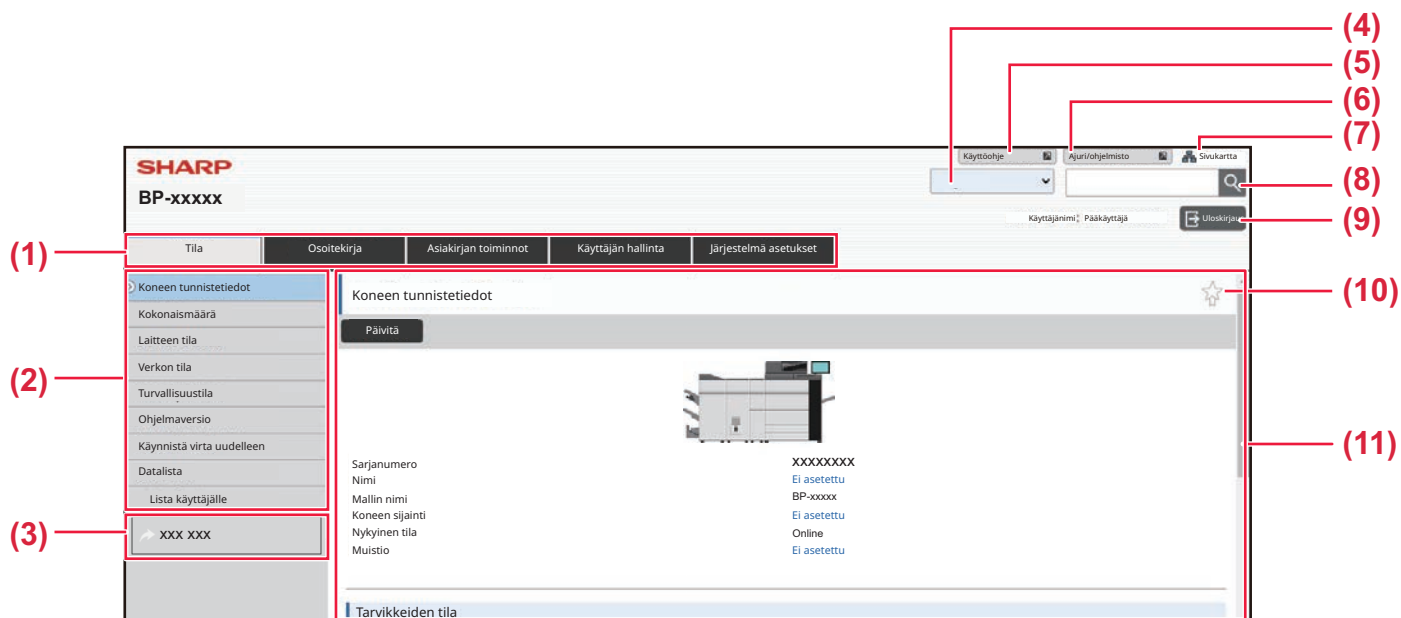 (4)
(5)
(6)
(7)
Käyttöohje Ajuri/ohjelmisto Sivukartta
SHARP
(8)
BP-xxxxx
Käyttäjänimi: Pääkäyttäjä Uloskirjau
(9)
(1)
Tila Osoitekirja Asiakirjan toiminnot Käyttäjän hallinta Järjestelmä asetukset
Koneen tunnistetiedot
Kokonaismäärä
Laitteen tila
Verkon tila
(2)
Turvallisuustila
Ohjelmaversio
Käynnistä virta uudelleen
Datalista
Lista käyttäjälle
(3)
XXX XXX
Koneen tunnistetiedot
(10)
Päivitä
(11)
Sarjanumero XXXXXXXX
Nimi Ei asetettu
Mallin nimi BP-xxxxx
Koneen sijainti Ei asetettu
Nykyinen tila Online
Muistio Ei asetettu
Tarvikkeiden tila